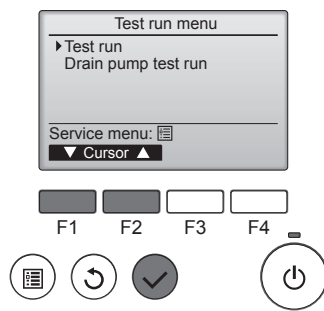 Test run menu
Test run
Drain pump test run
Service menu:
▼ Cursor ▲
F1 F2 F3 F4